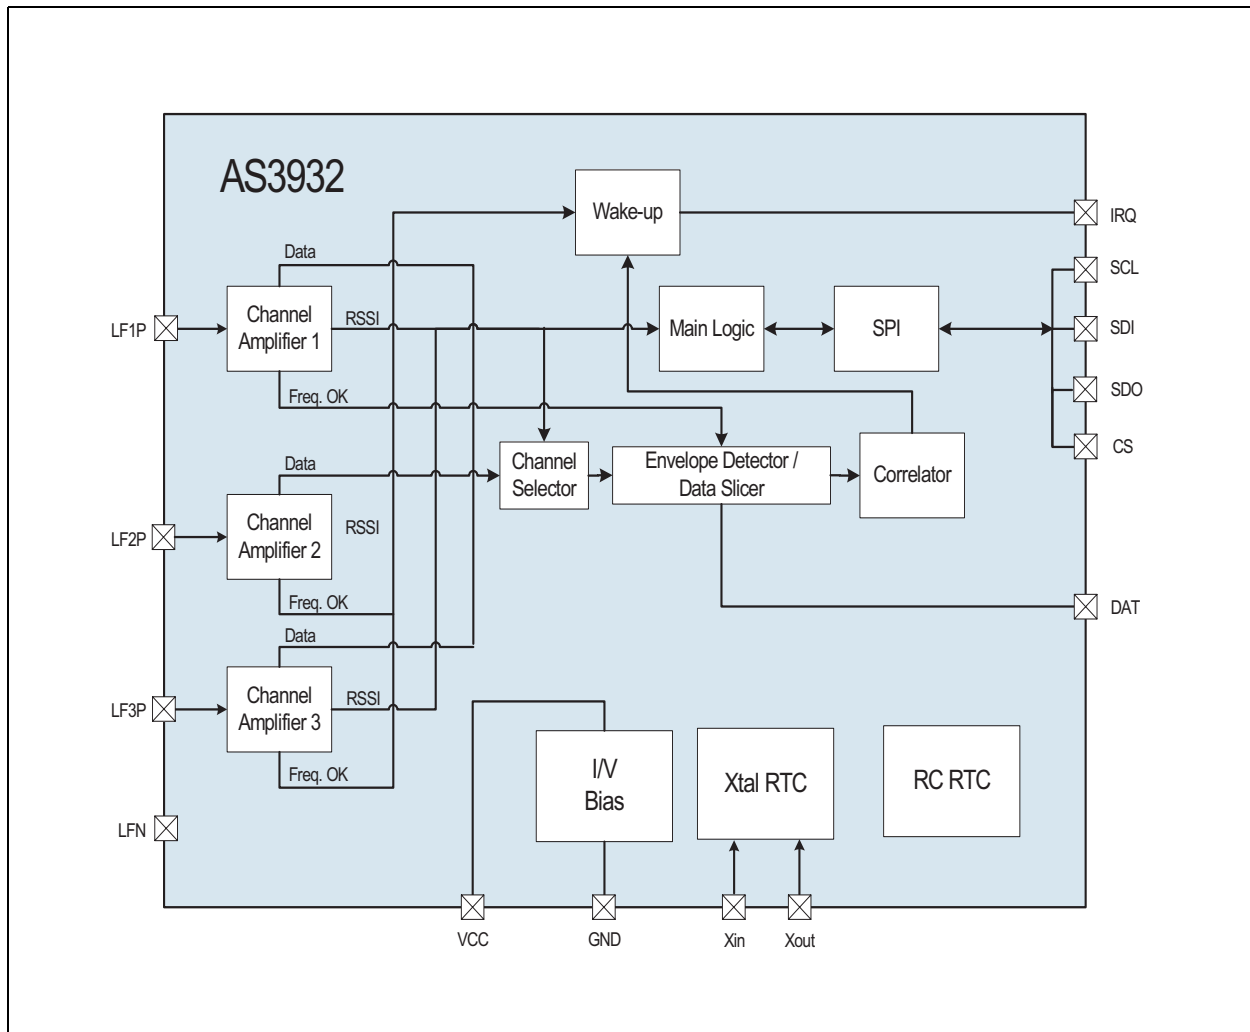 AS3932
Wake-up
IRQ
Data
SCL
Channel
Amplifier 1
LF1P
RSSI
Main Logic
SPI
SDI
Freq. OK
SDO
CS
Data
Channel
Selector
Envelope Detector /
Data Slicer
Correlator
Channel
Amplifier 2
LF2P
RSSI
Freq. OK
DAT
Data
Channel
Amplifier 3
LF3P
RSSI
Freq. OK
I/V
Bias
Xtal RTC
RC RTC
LFN
VCC
GND
Xin
Xout